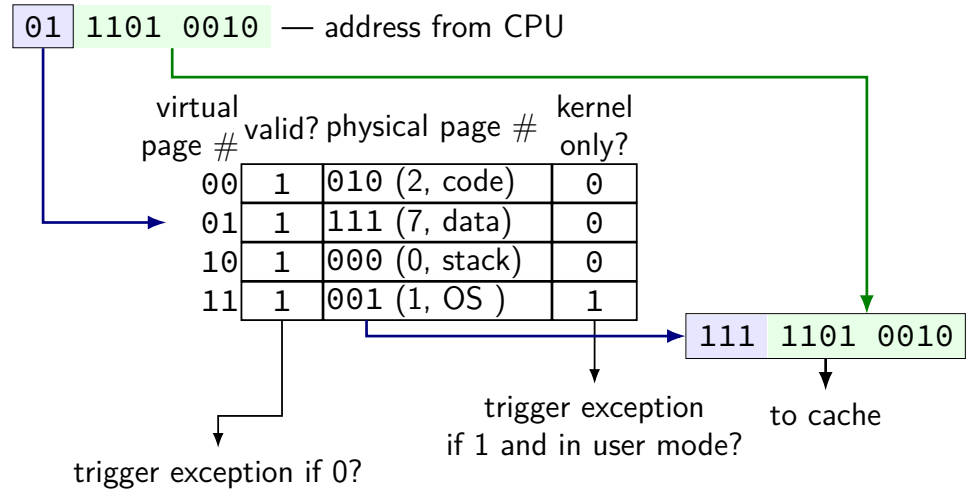 01 1101 0010 — address from CPU
virtual page # valid? physical page # kernel only?
00 1 010 (2, code) 0
01 1 111 (7, data) 0
10 1 000 (0, stack) 0
11 1 001 (1, OS ) 1
111 1101 0010
to cache
trigger exception
if 1 and in user mode?
trigger exception if 0?